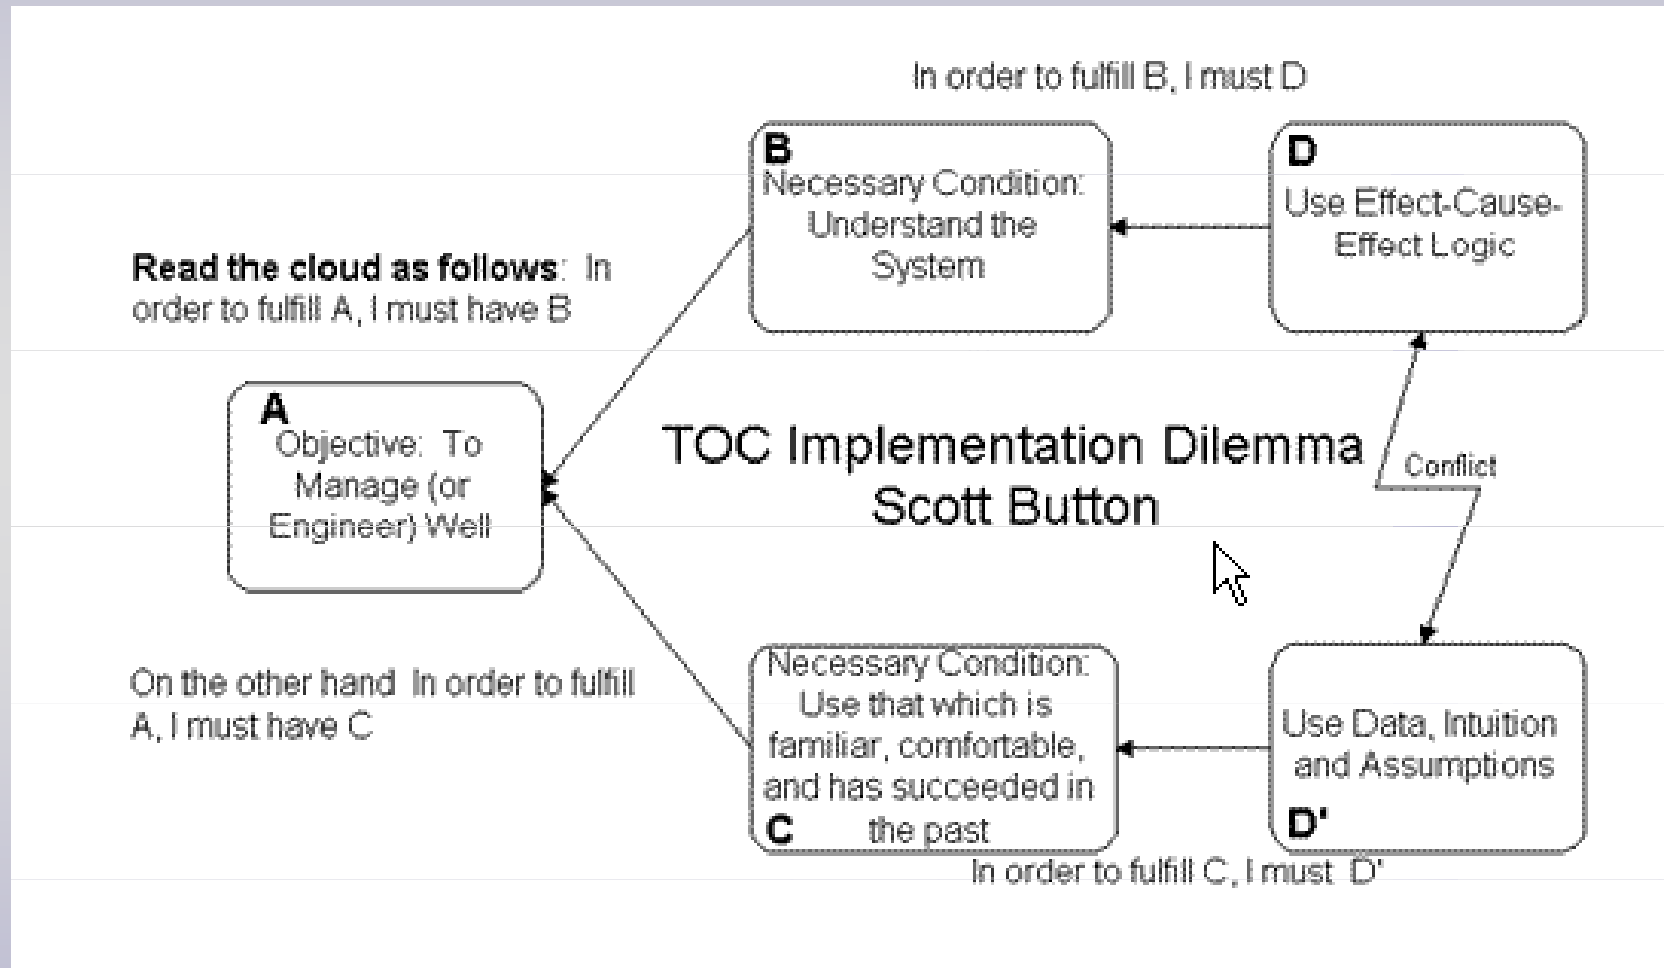 In order to fulfill B, I must D
B
Necessary Condition:
Understand the
System
D
Use Effect-Cause-
Effect Logic
Read the cloud as follows:  In
order to fulfill A, I must have B
A
Objective:  To
Manage (or
Engineer) Well
TOC Implementation Dilemma
Scott Button
Conflict
On the other hand  In order to fulfill
A, I must have C
Necessary Condition:
Use that which is
familiar, comfortable,
and has succeeded in
C the past
Use Data, Intuition
and Assumptions
D'
In order to fulfill C, I must  D'